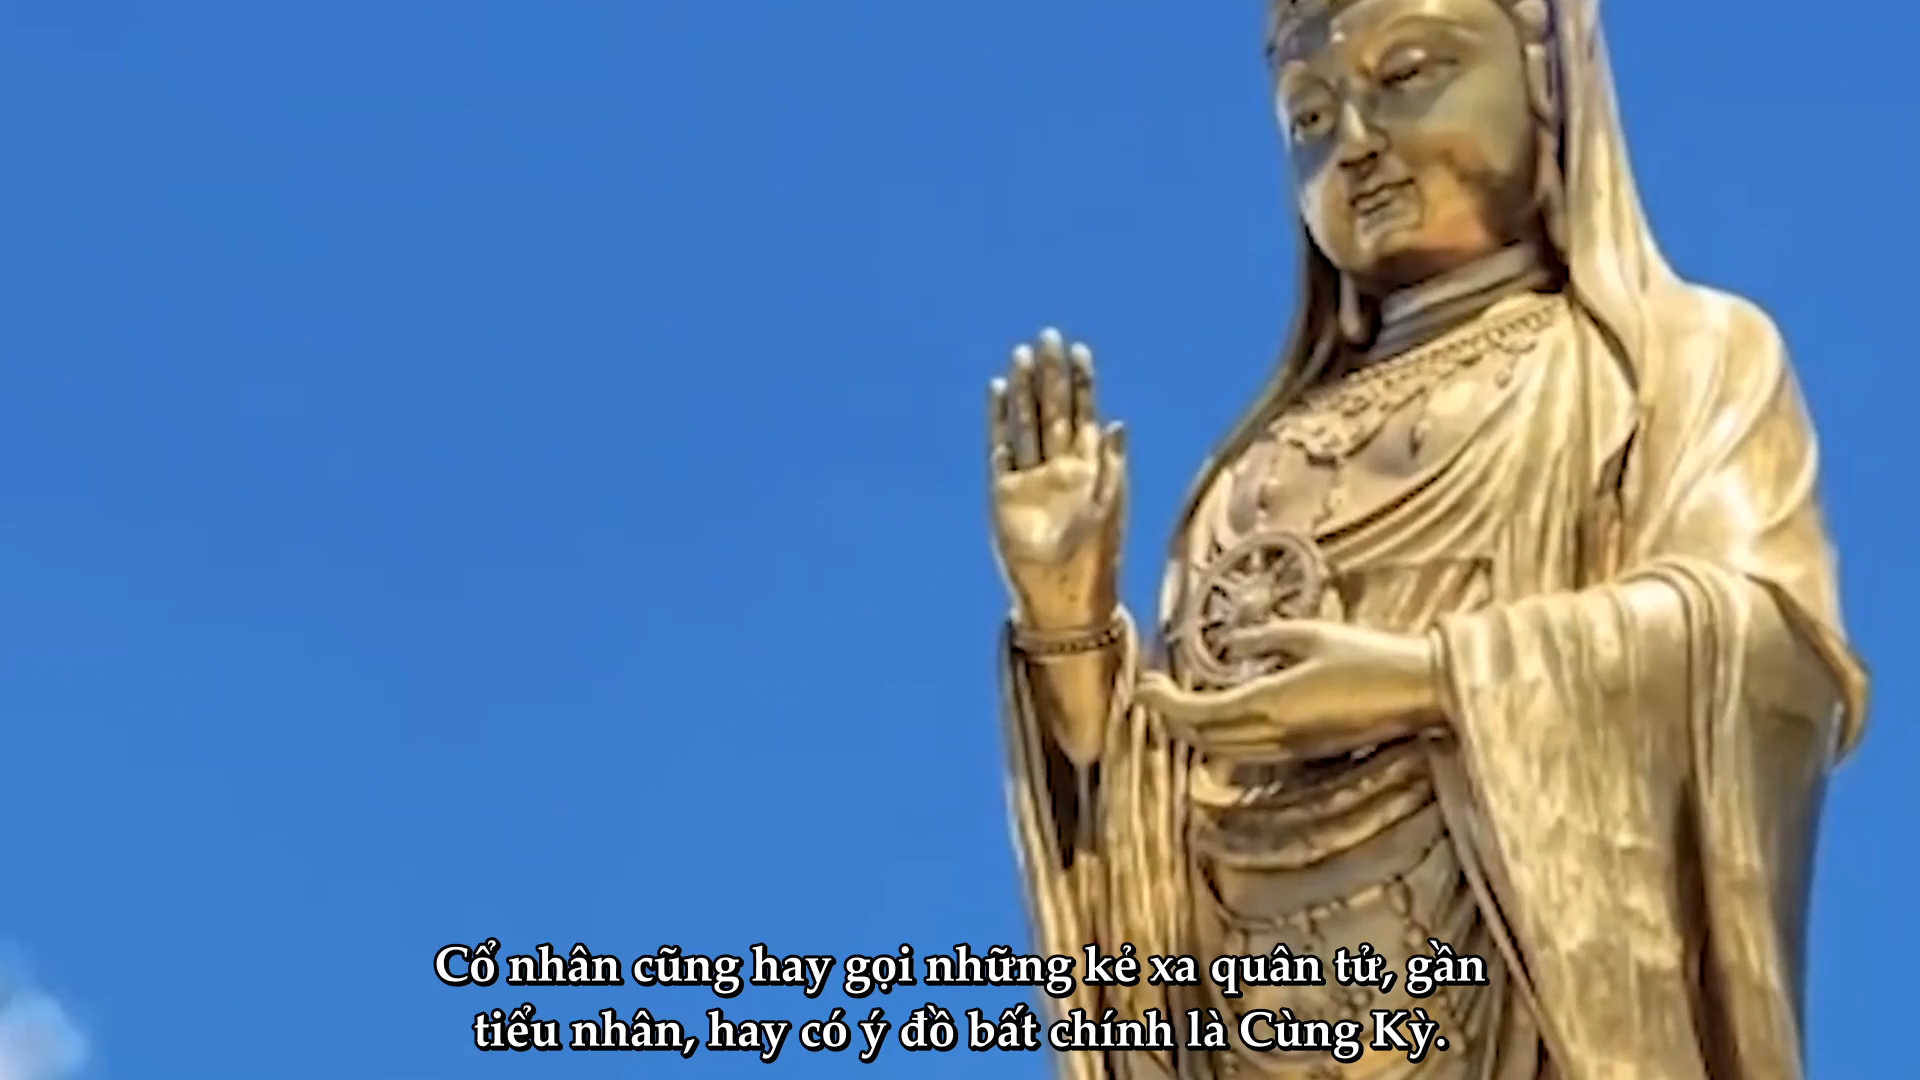 Cổ nhân cũng hay gọi những kẻ xa quân tử, gần
tiểu nhân, hay có ý đồ bất chính là Cùng Kỳ.